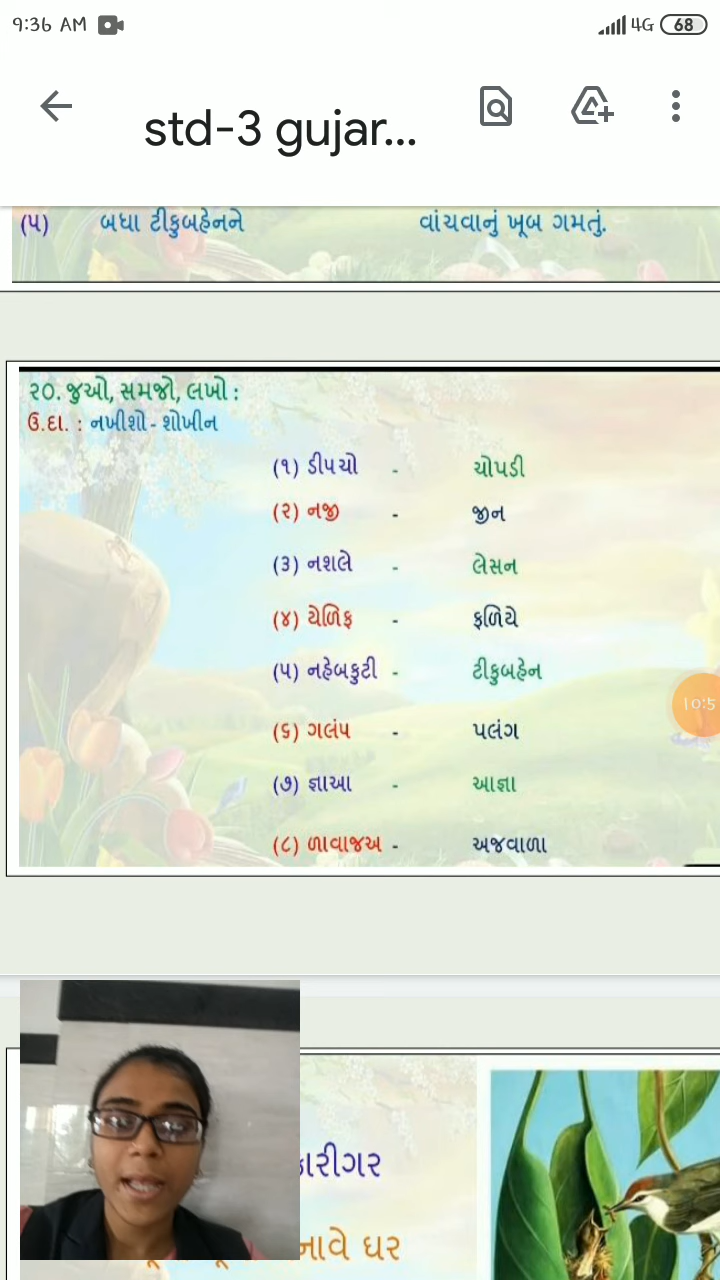 9:36 AM 4G 68
std-3 gujar...
(૫) બધા ટીકુબહેનને વાંચવાનું ખૂબ ગમતું.
૨૦. જુઓ, સમજો, લખો :
ઉ.દા. : નખીશો - શોખીન
(૧) ડીપચો - ચોપડી
(૨) નજી - જીન
(૩) નશલે - લેસન
(૪) યેળિફ - ફળિયે
(૫) નહેબકુટી - ટીકુબહેન
10:5
(૬) ગલંપ - પલંગ
(૭) જ્ઞાઆ - આજ્ઞા
(૮) ળાવાજઅ - અજવાળા
કારીગર
નાવે ઘર